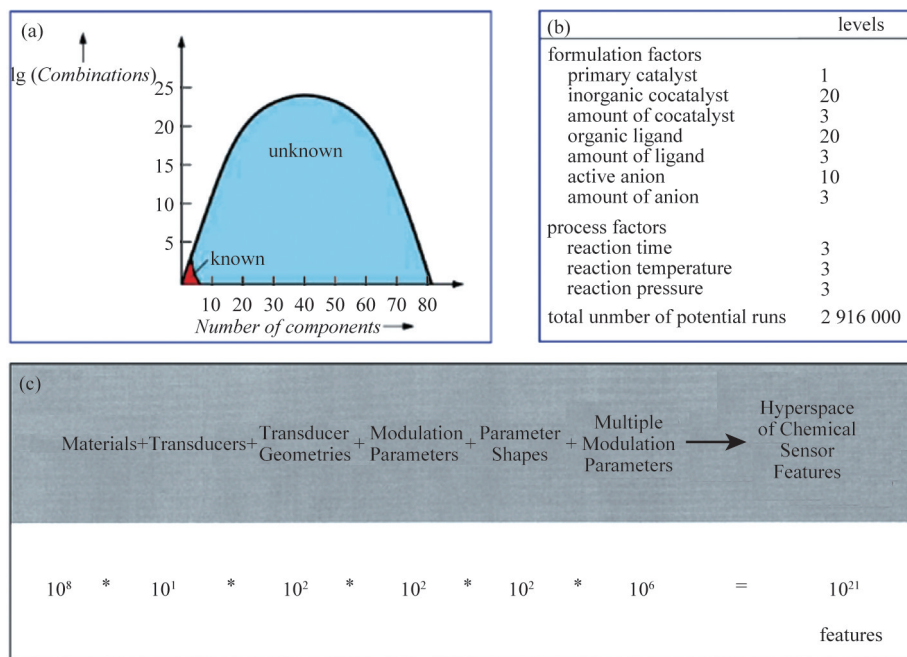 (a)
lg (Combinations)
25
20
15
10
5
unknown
known
10 20 30 40 50 60 70 80
Number of components
(b)
levels
formulation factors
primary catalyst 1
inorganic cocatalyst 20
amount of cocatalyst 3
organic ligand 20
amount of ligand 3
active anion 10
amount of anion 3
process factors
reaction time 3
reaction temperature 3
reaction pressure 3
total unmber of potential runs 2 916 000
(c)
Materials+Transducers+Transducer Geometries+Modulation Parameters+Parameter Shapes+Multiple Modulation Parameters
Hyperspace
of Chemical
Sensor
Features
10⁸ * 10¹ * 10² * 10² * 10² * 10⁶ = 10²¹
features